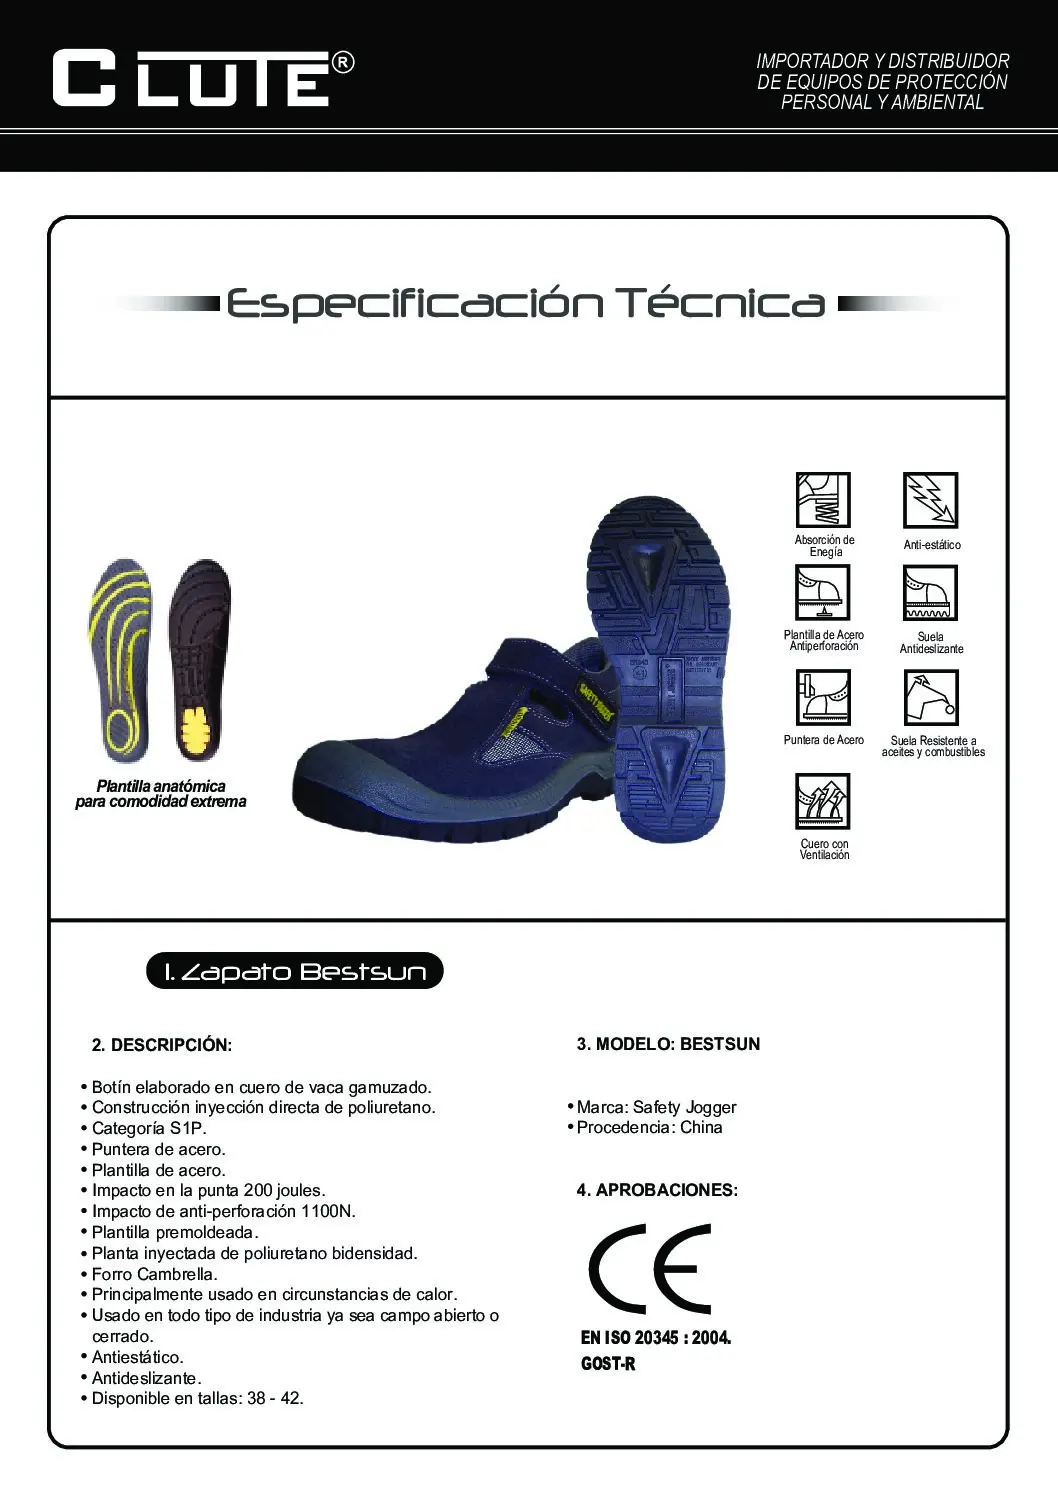 CLUTE®
IMPORTADOR Y DISTRIBUIDOR
DE EQUIPOS DE PROTECCIÓN
PERSONAL Y AMBIENTAL
Especificación Técnica
Absorción de
Enegía
Anti-estático
Plantilla de Acero
Antiperforación
Suela
Antideslizante
Puntera de Acero
Suela Resistente a
aceites y combustibles
Cuero con
Ventilación
Plantilla anatómica
para comodidad extrema
SAFETY JOGGER
1. Zapato Bestsun
2. DESCRIPCIÓN:
• Botín elaborado en cuero de vaca gamuzado.
• Construcción inyección directa de poliuretano.
• Categoría S1P.
• Puntera de acero.
• Plantilla de acero.
• Impacto en la punta 200 joules.
• Impacto de anti-perforación 1100N.
• Plantilla premoldeada.
• Planta inyectada de poliuretano bidensidad.
• Forro Cambrella.
• Principalmente usado en circunstancias de calor.
• Usado en todo tipo de industria ya sea campo abierto o
cerrado.
• Antiestático.
• Antideslizante.
• Disponible en tallas: 38 - 42.
3. MODELO: BESTSUN
• Marca: Safety Jogger
• Procedencia: China
4. APROBACIONES:
CE
EN ISO 20345 : 2004.
GOST-R